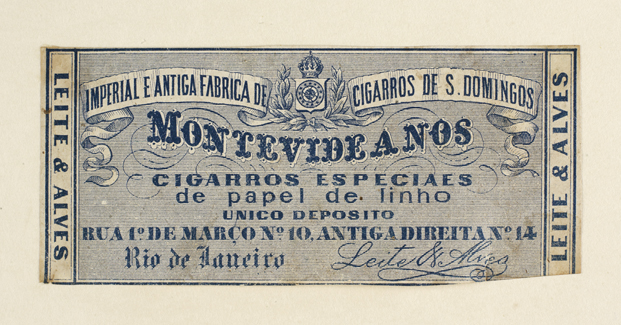 LEITE & ALVES
IMPERIAL E ANTIGA FABRICA DE CIGARROS DE S. DOMINGOS
MONTEVIDEANOS
CIGARROS ESPECIAES
de papel de linho
UNICO DEPOSITO
RUA 1º DE MARÇO Nº 10, ANTIGA DIREITA Nº 14
Rio de Janeiro
Leite & Alves
LEITE & ALVES